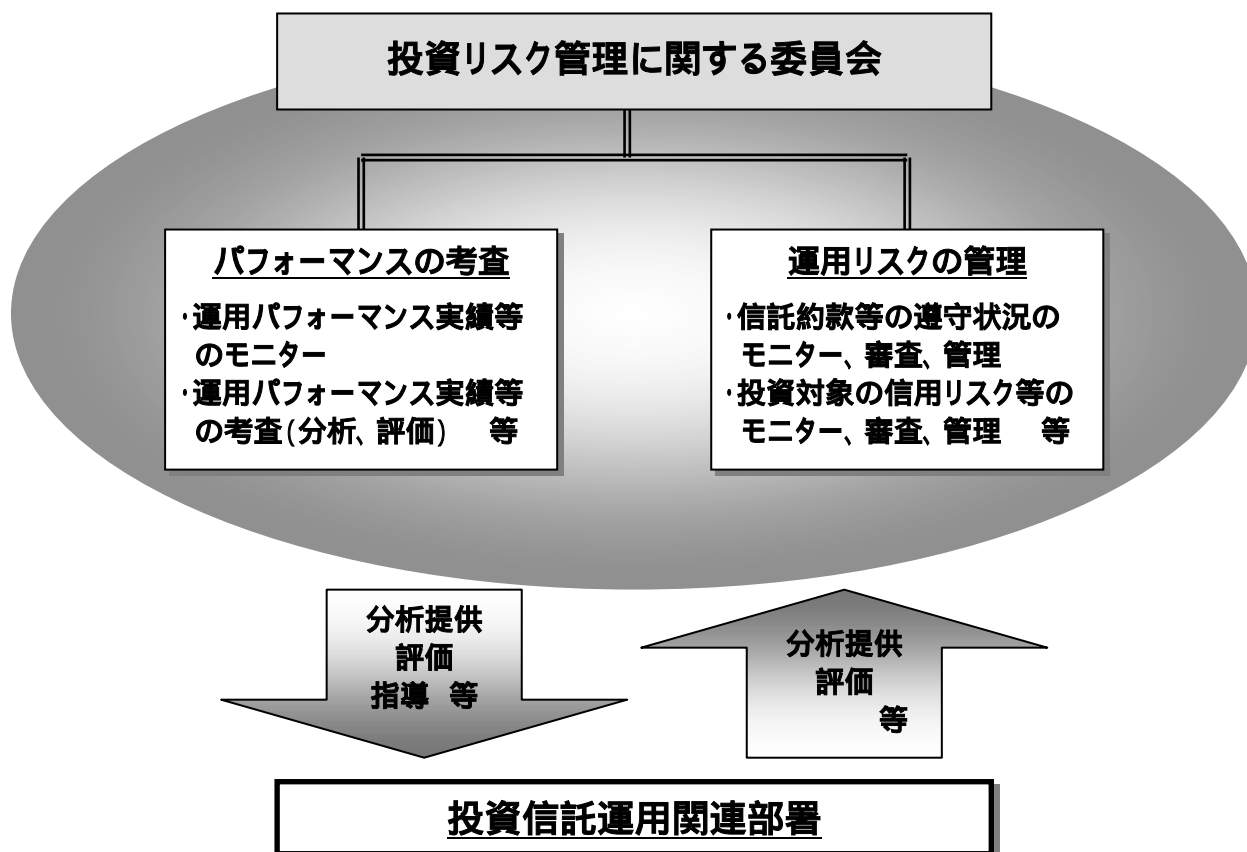 投資リスク管理に関する委員会
パフォーマンスの考査
・運用パフォーマンス実績等
のモニター
・運用パフォーマンス実績等
の考査(分析、評価) 等
運用リスクの管理
・信託約款等の遵守状況の
モニター、審査、管理
・投資対象の信用リスク等の
モニター、審査、管理 等
分析提供
評価
指導 等
分析提供
評価
等
投資信託運用関連部署